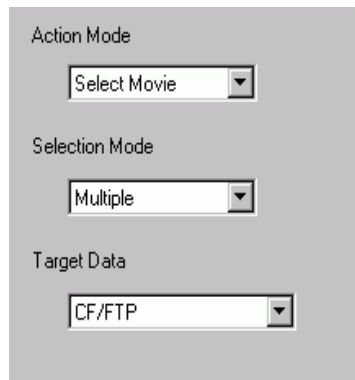 Action Mode
Select Movie
Selection Mode
Multiple
Target Data
CF/FTP